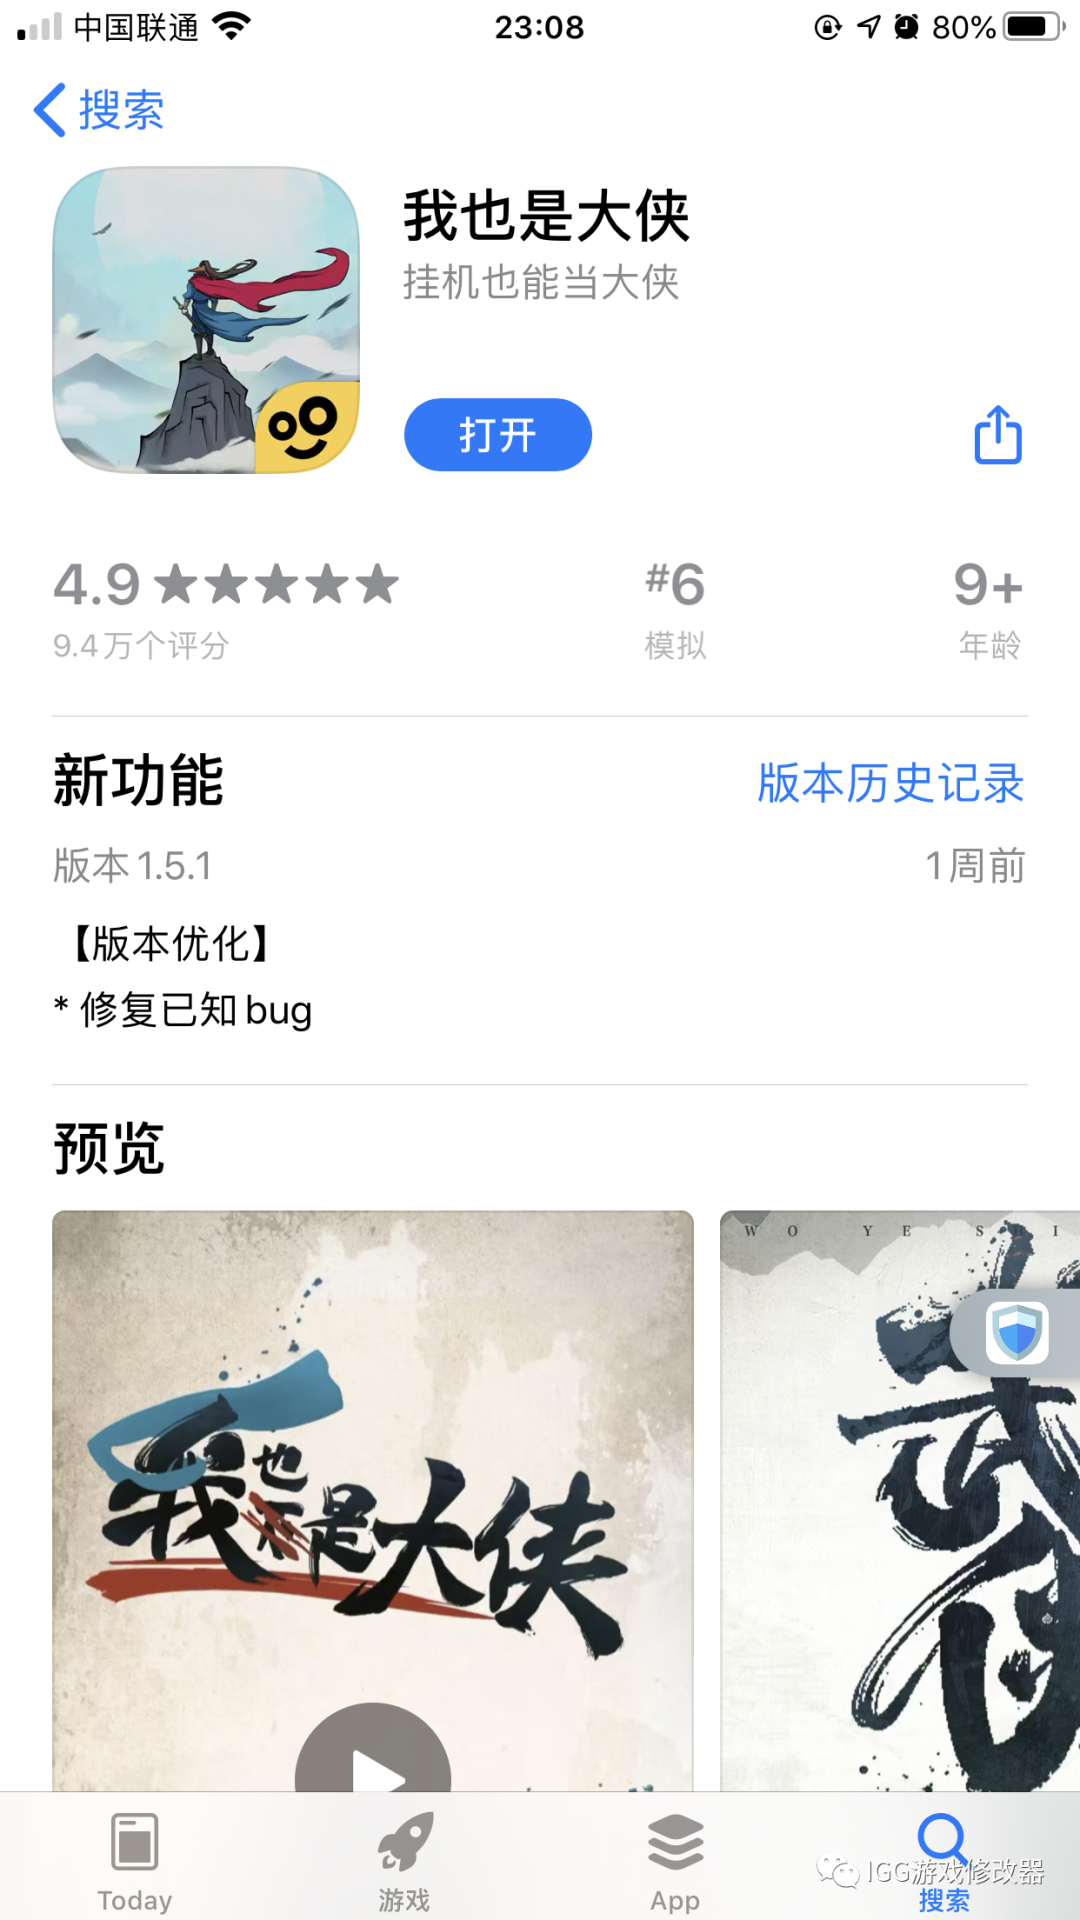 中国联通 23:08 80%
搜索
我也是大侠
挂机也能当大侠
打开
4.9 #6 9+
9.4万个评分 模拟 年龄
新功能 版本历史记录
版本 1.5.1 1周前
【版本优化】
* 修复已知 bug
预览
我也是大侠
WO YE SHI
Today 游戏 App 搜索
IGG游戏修改器